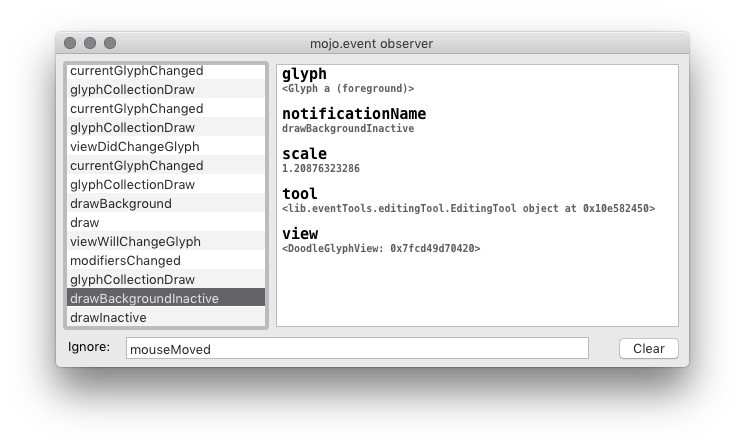 mojo.event observer
currentGlyphChanged
glyphCollectionDraw
currentGlyphChanged
glyphCollectionDraw
viewDidChangeGlyph
currentGlyphChanged
glyphCollectionDraw
drawBackground
draw
viewWillChangeGlyph
modifiersChanged
glyphCollectionDraw
drawBackgroundInactive
drawInactive
glyph
<Glyph a (foreground)>
notificationName
drawBackgroundInactive
scale
1.20876323286
tool
<lib.eventTools.editingTool.EditingTool object at 0x10e582450>
view
<DoodleGlyphView: 0x7fcd49d70420>
Ignore:
mouseMoved
Clear